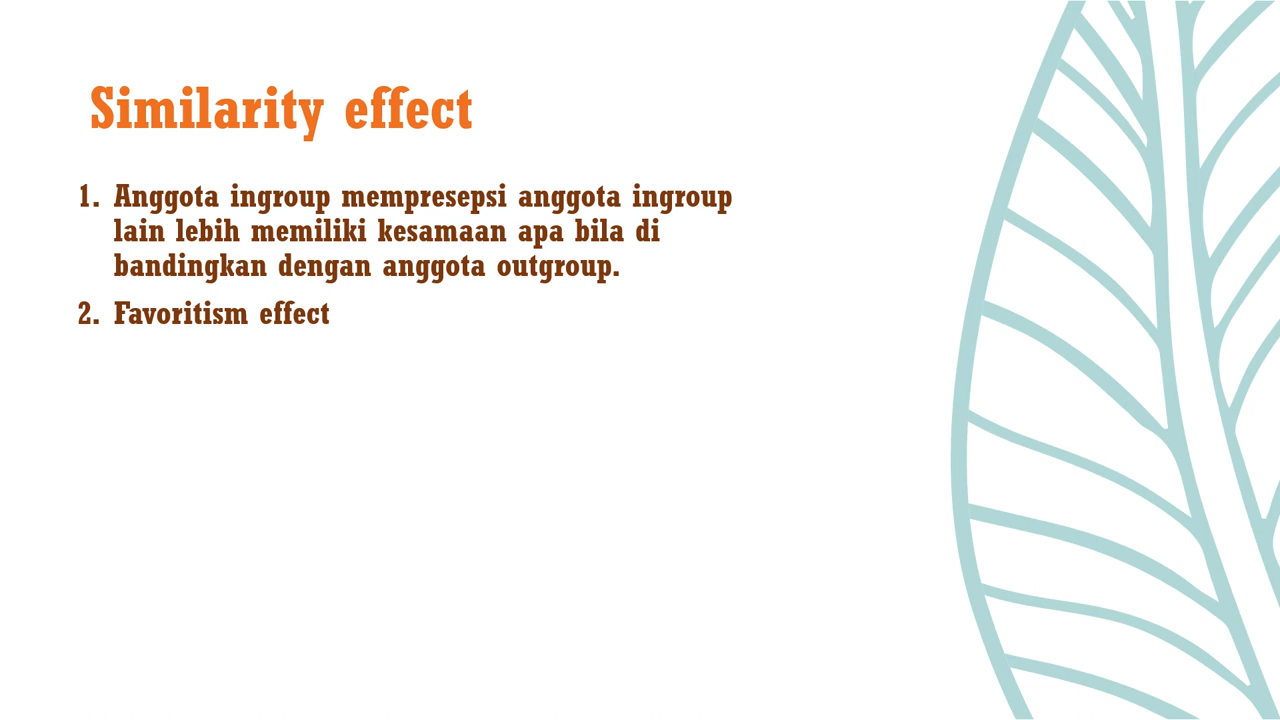 Similarity effect
1. Anggota ingroup mempresepsi anggota ingroup
lain lebih memiliki kesamaan apa bila di
bandingkan dengan anggota outgroup.
2. Favoritism effect